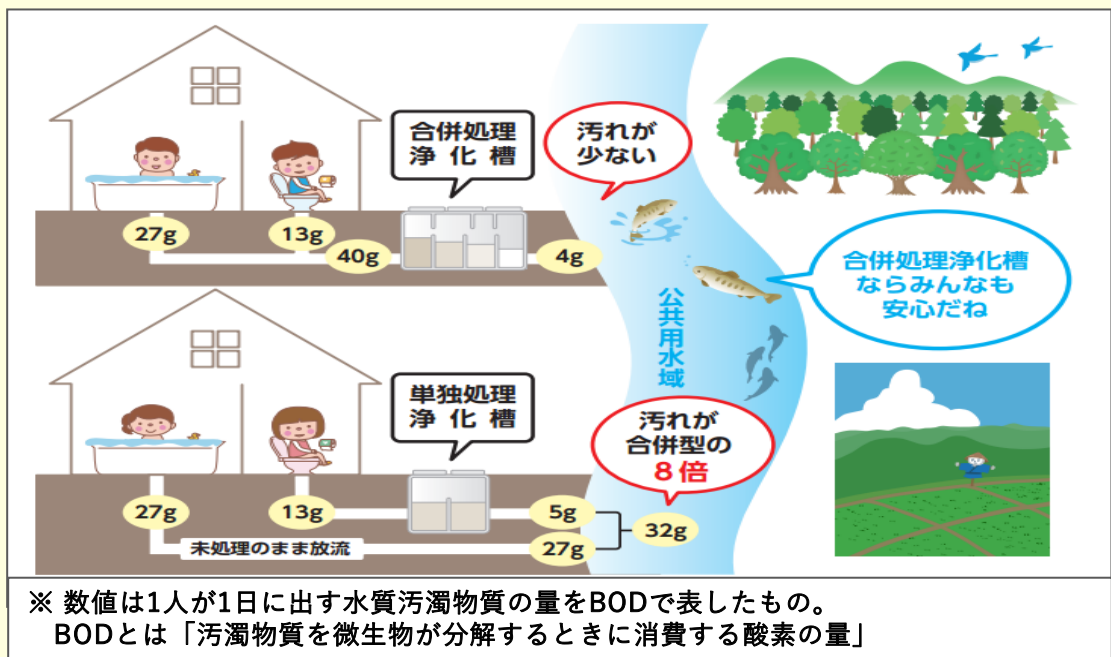 合併処理
浄化槽
汚れが
少ない
27g
13g
40g
4g
合併処理浄化槽
ならみんなも
安心だね
公共用水域
単独処理
浄化槽
汚れが
合併型の
8倍
27g
13g
5g
27g
32g
未処理のまま放流
※ 数値は1人が1日に出す水質汚濁物質の量をBODで表したもの。
BODとは「汚濁物質を微生物が分解するときに消費する酸素の量」